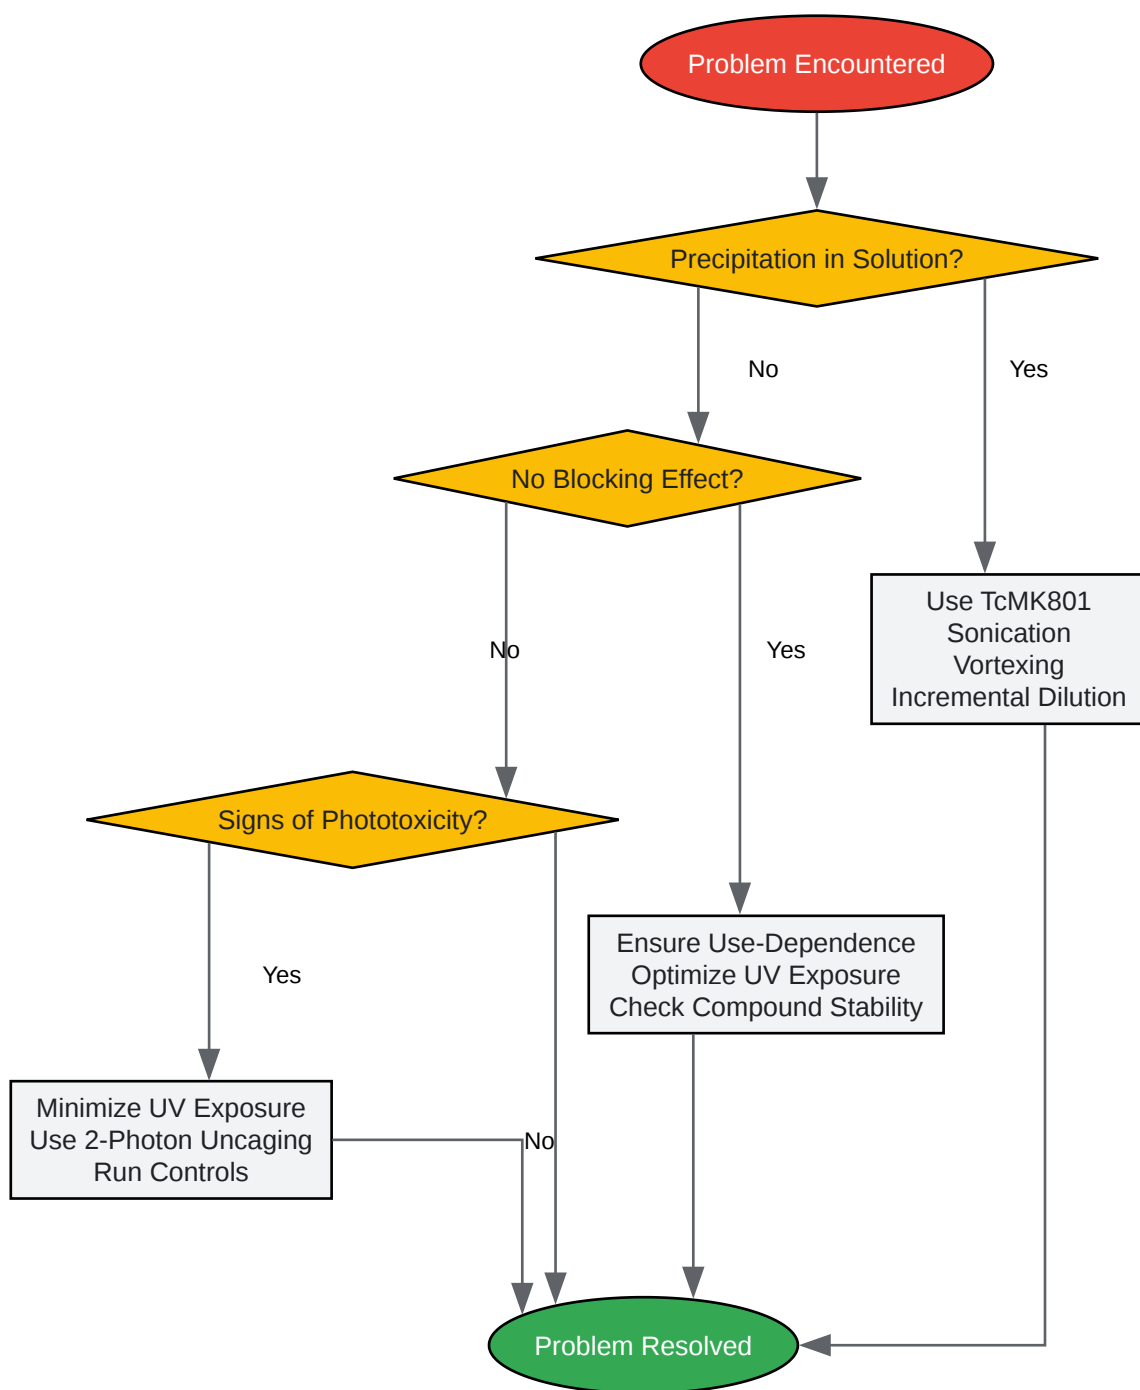 Problem Encountered
Precipitation in Solution?
No
Yes
No Blocking Effect?
Use TcMK801
Sonication
Vortexing
Incremental Dilution
No
Yes
Signs of Phototoxicity?
Ensure Use-Dependence
Optimize UV Exposure
Check Compound Stability
Yes
Minimize UV Exposure
Use 2-Photon Uncaging
Run Controls
No
Problem Resolved